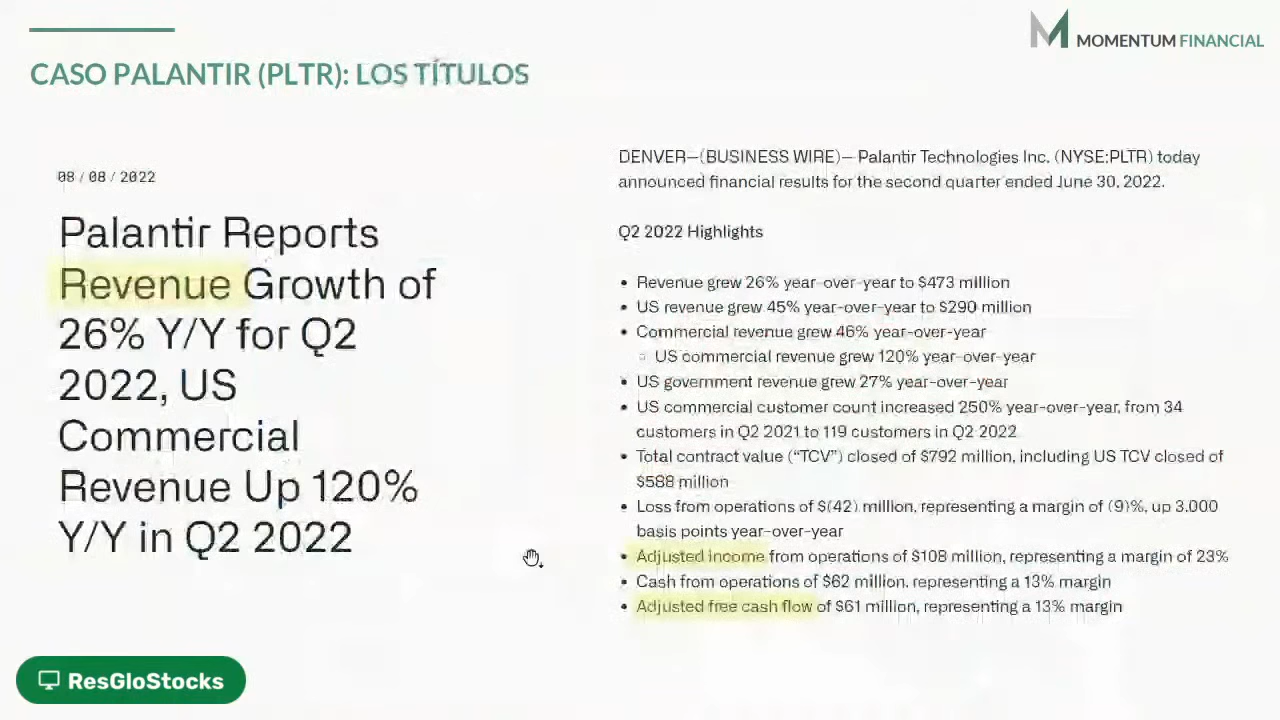 MOMENTUM FINANCIAL
CASO PALANTIR (PLTR): LOS TÍTULOS
08 / 08 / 2022
Palantir Reports
Revenue Growth of
26% Y/Y for Q2
2022, US
Commercial
Revenue Up 120%
Y/Y in Q2 2022
DENVER—(BUSINESS WIRE)— Palantir Technologies Inc. (NYSE:PLTR) today
announced financial results for the second quarter ended June 30, 2022.
Q2 2022 Highlights
• Revenue grew 26% year-over-year to $473 million
• US revenue grew 45% year-over-year to $290 million
• Commercial revenue grew 46% year-over-year
◦ US commercial revenue grew 120% year-over-year
• US government revenue grew 27% year-over-year
• US commercial customer count increased 250% year-over-year, from 34
customers in Q2 2021 to 119 customers in Q2 2022
• Total contract value (“TCV”) closed of $792 million, including US TCV closed of
$588 million
• Loss from operations of $(42) million, representing a margin of (9)%, up 3,000
basis points year-over-year
• Adjusted income from operations of $108 million, representing a margin of 23%
• Cash from operations of $62 million, representing a 13% margin
• Adjusted free cash flow of $61 million, representing a 13% margin
ResGloStocks